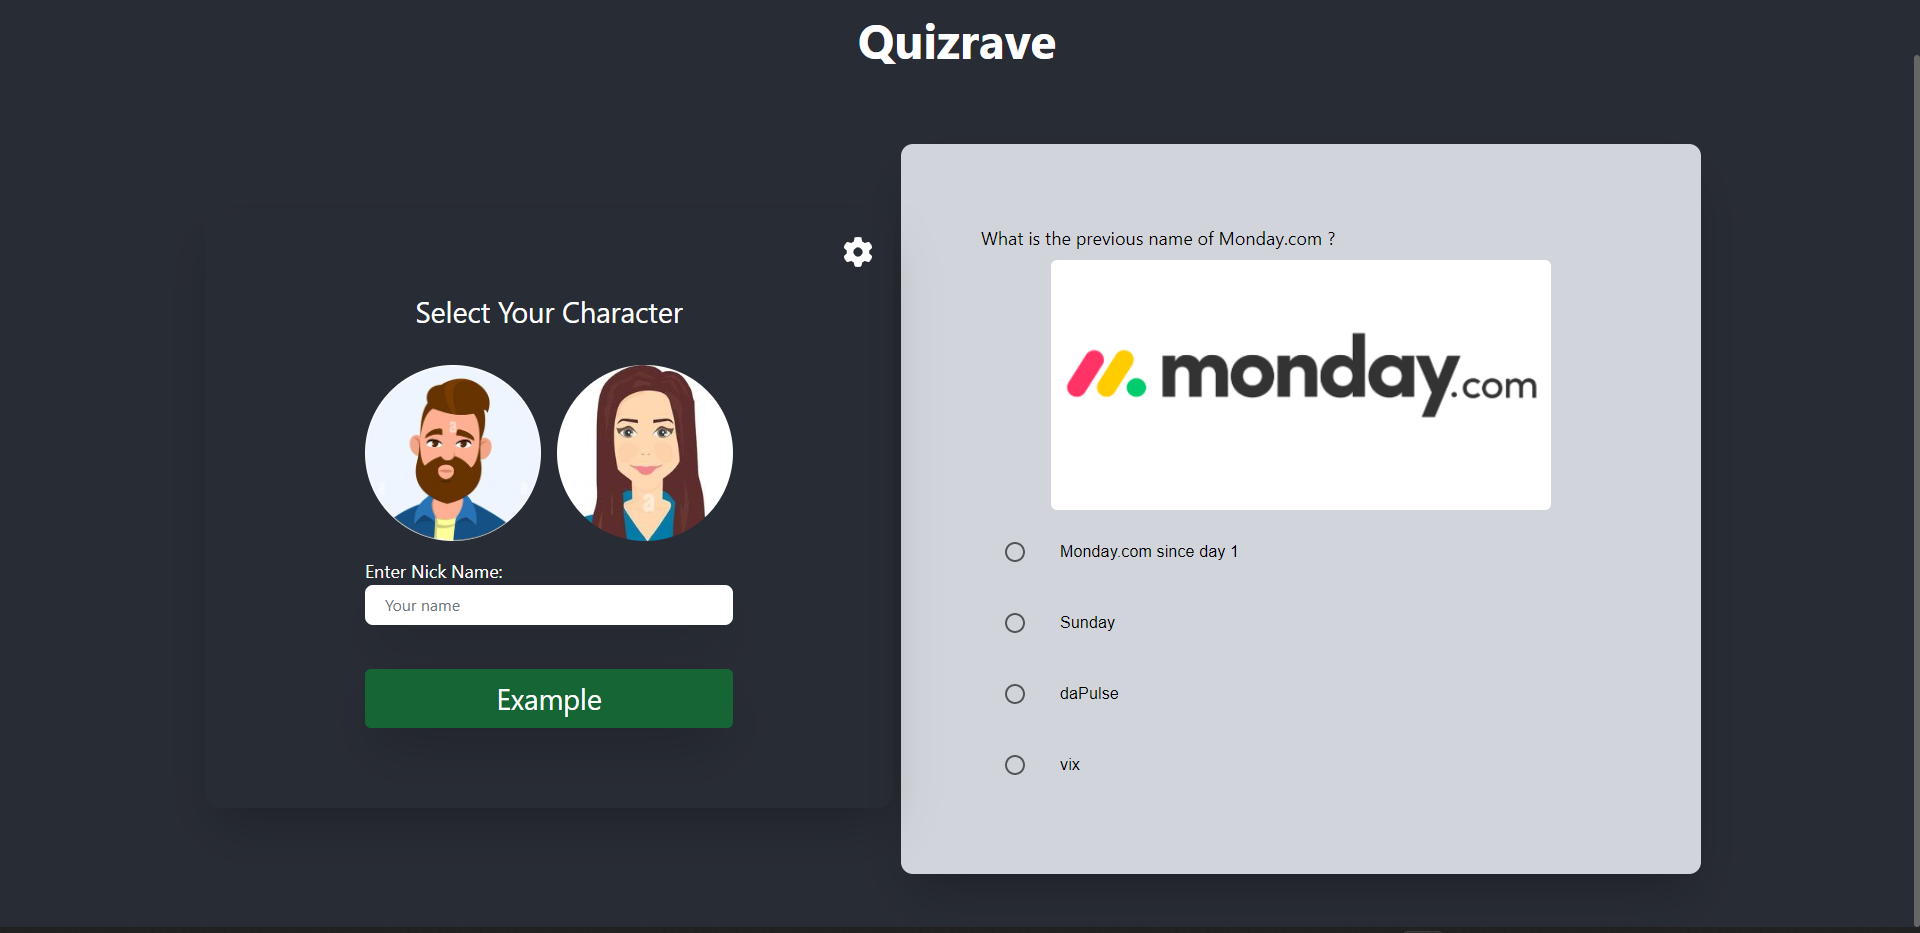 Quizrave
Select Your Character
a
a
Enter Nick Name:
Your name
Example
What is the previous name of Monday.com ?
monday.com
Monday.com since day 1
Sunday
daPulse
vix